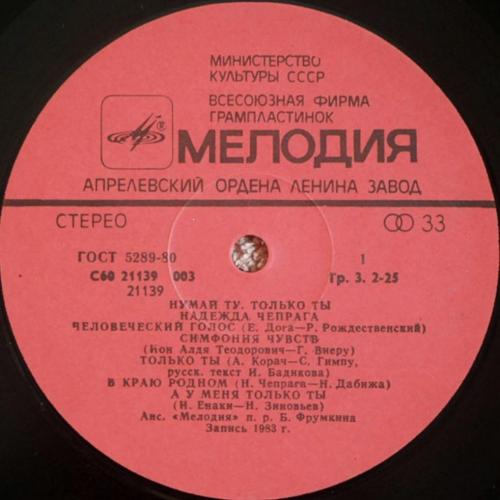 МИНИСТЕРСТВО
КУЛЬТУРЫ СССР
ВСЕСОЮЗНАЯ ФИРМА
ГРАМПЛАСТИНОК
МЕЛОДИЯ
АПРЕЛЕВСКИЙ ОРДЕНА ЛЕНИНА ЗАВОД
СТЕРЕО 33
ГОСТ 5289-80 1
С60 21139 003 Гр. 3. 2-25
21139
НУМАЙ ТУ. ТОЛЬКО ТЫ
НАДЕЖДА ЧЕПРАГА
ЧЕЛОВЕЧЕСКИЙ ГОЛОС (Е. Дога—Р. Рождественский)
СИМФОНИЯ ЧУВСТВ
(Кон Алдя Теодорович—Г. Виеру)
ТОЛЬКО ТЫ (А. Корач—С. Гимпу,
русск. текст И. Бадикова)
В КРАЮ РОДНОМ (Н. Чепрага—Н. Дабижа)
А У МЕНЯ ТОЛЬКО ТЫ
(И. Енаки—Н. Зиновьев)
Анс. «Мелодия» п. р. Б. Фрумкина
Запись 1983 г.